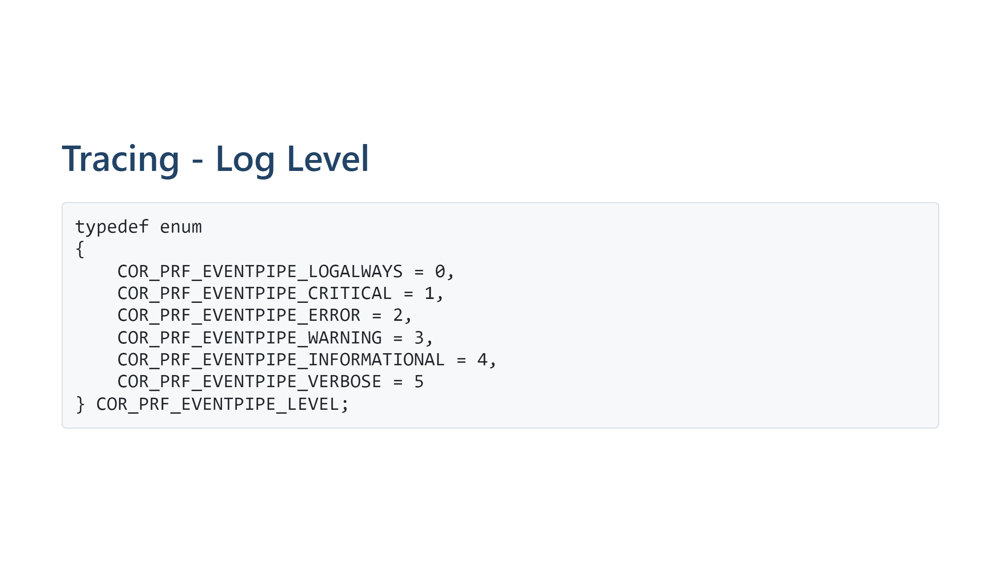 Tracing - Log Level
typedef enum
{
    COR_PRF_EVENTPIPE_LOGALWAYS = 0,
    COR_PRF_EVENTPIPE_CRITICAL = 1,
    COR_PRF_EVENTPIPE_ERROR = 2,
    COR_PRF_EVENTPIPE_WARNING = 3,
    COR_PRF_EVENTPIPE_INFORMATIONAL = 4,
    COR_PRF_EVENTPIPE_VERBOSE = 5
} COR_PRF_EVENTPIPE_LEVEL;